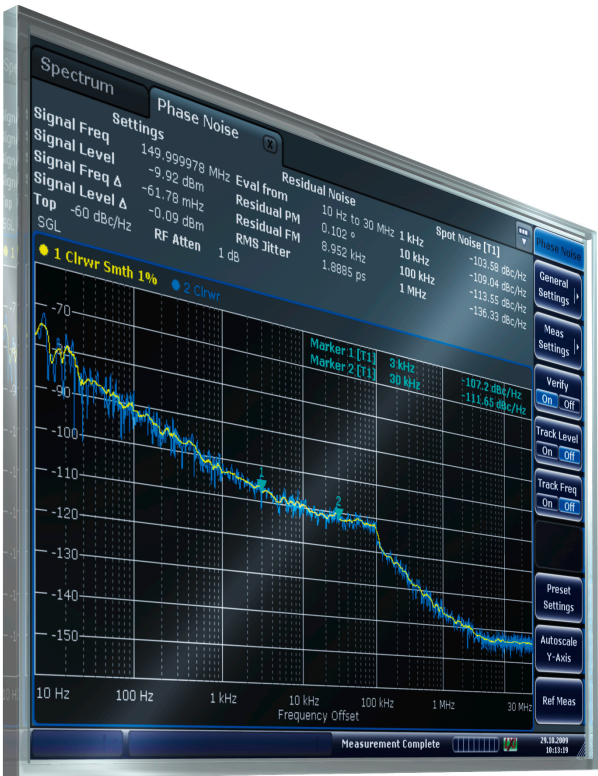 Spectrum
Phase Noise
Settings
Signal Freq 149.999978 MHz
Signal Level -9.92 dBm
Signal Freq Δ -61.78 mHz
Signal Level Δ -0.09 dBm
Top -60 dBc/Hz RF Atten 1 dB
SGL
Residual Noise
Eval from 10 Hz to 30 MHz
Residual PM 0.102 °
Residual FM 8.952 kHz
RMS Jitter 1.8885 ps
Spot Noise [T1]
1 kHz -103.58 dBc/Hz
10 kHz -109.04 dBc/Hz
100 kHz -113.55 dBc/Hz
1 MHz -136.33 dBc/Hz
1 Clrwr Smth 1% 2 Clrwr
Marker 1 [T1] 3 kHz -107.2 dBc/Hz
Marker 2 [T1] 30 kHz -111.65 dBc/Hz
-70
-90
-100
-110
-120
-130
-140
-150
1
2
10 Hz 100 Hz 1 kHz 10 kHz 100 kHz 1 MHz 30 MHz
Frequency Offset
Phase Noise
General
Settings
Meas
Settings
Verify
On Off
Track Level
On Off
Track Freq
On Off
Preset
Settings
Autoscale
Y-Axis
Ref Meas
Measurement Complete
29.10.2009
10:13:19